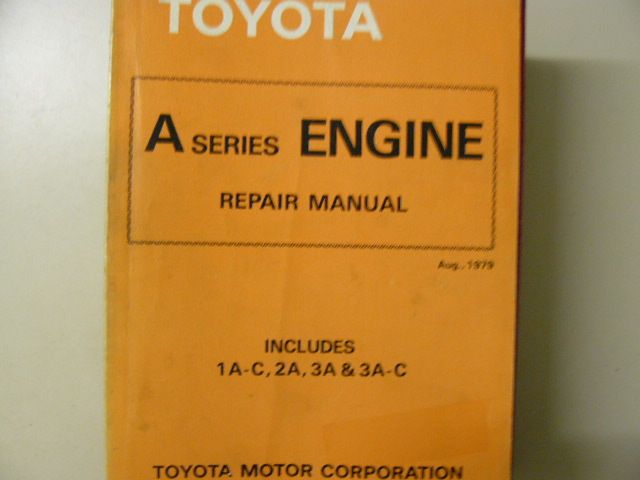 TOYOTA
A SERIES ENGINE
REPAIR MANUAL
Aug., 1979
INCLUDES
1A-C, 2A, 3A & 3A-C
TOYOTA MOTOR CORPORATION